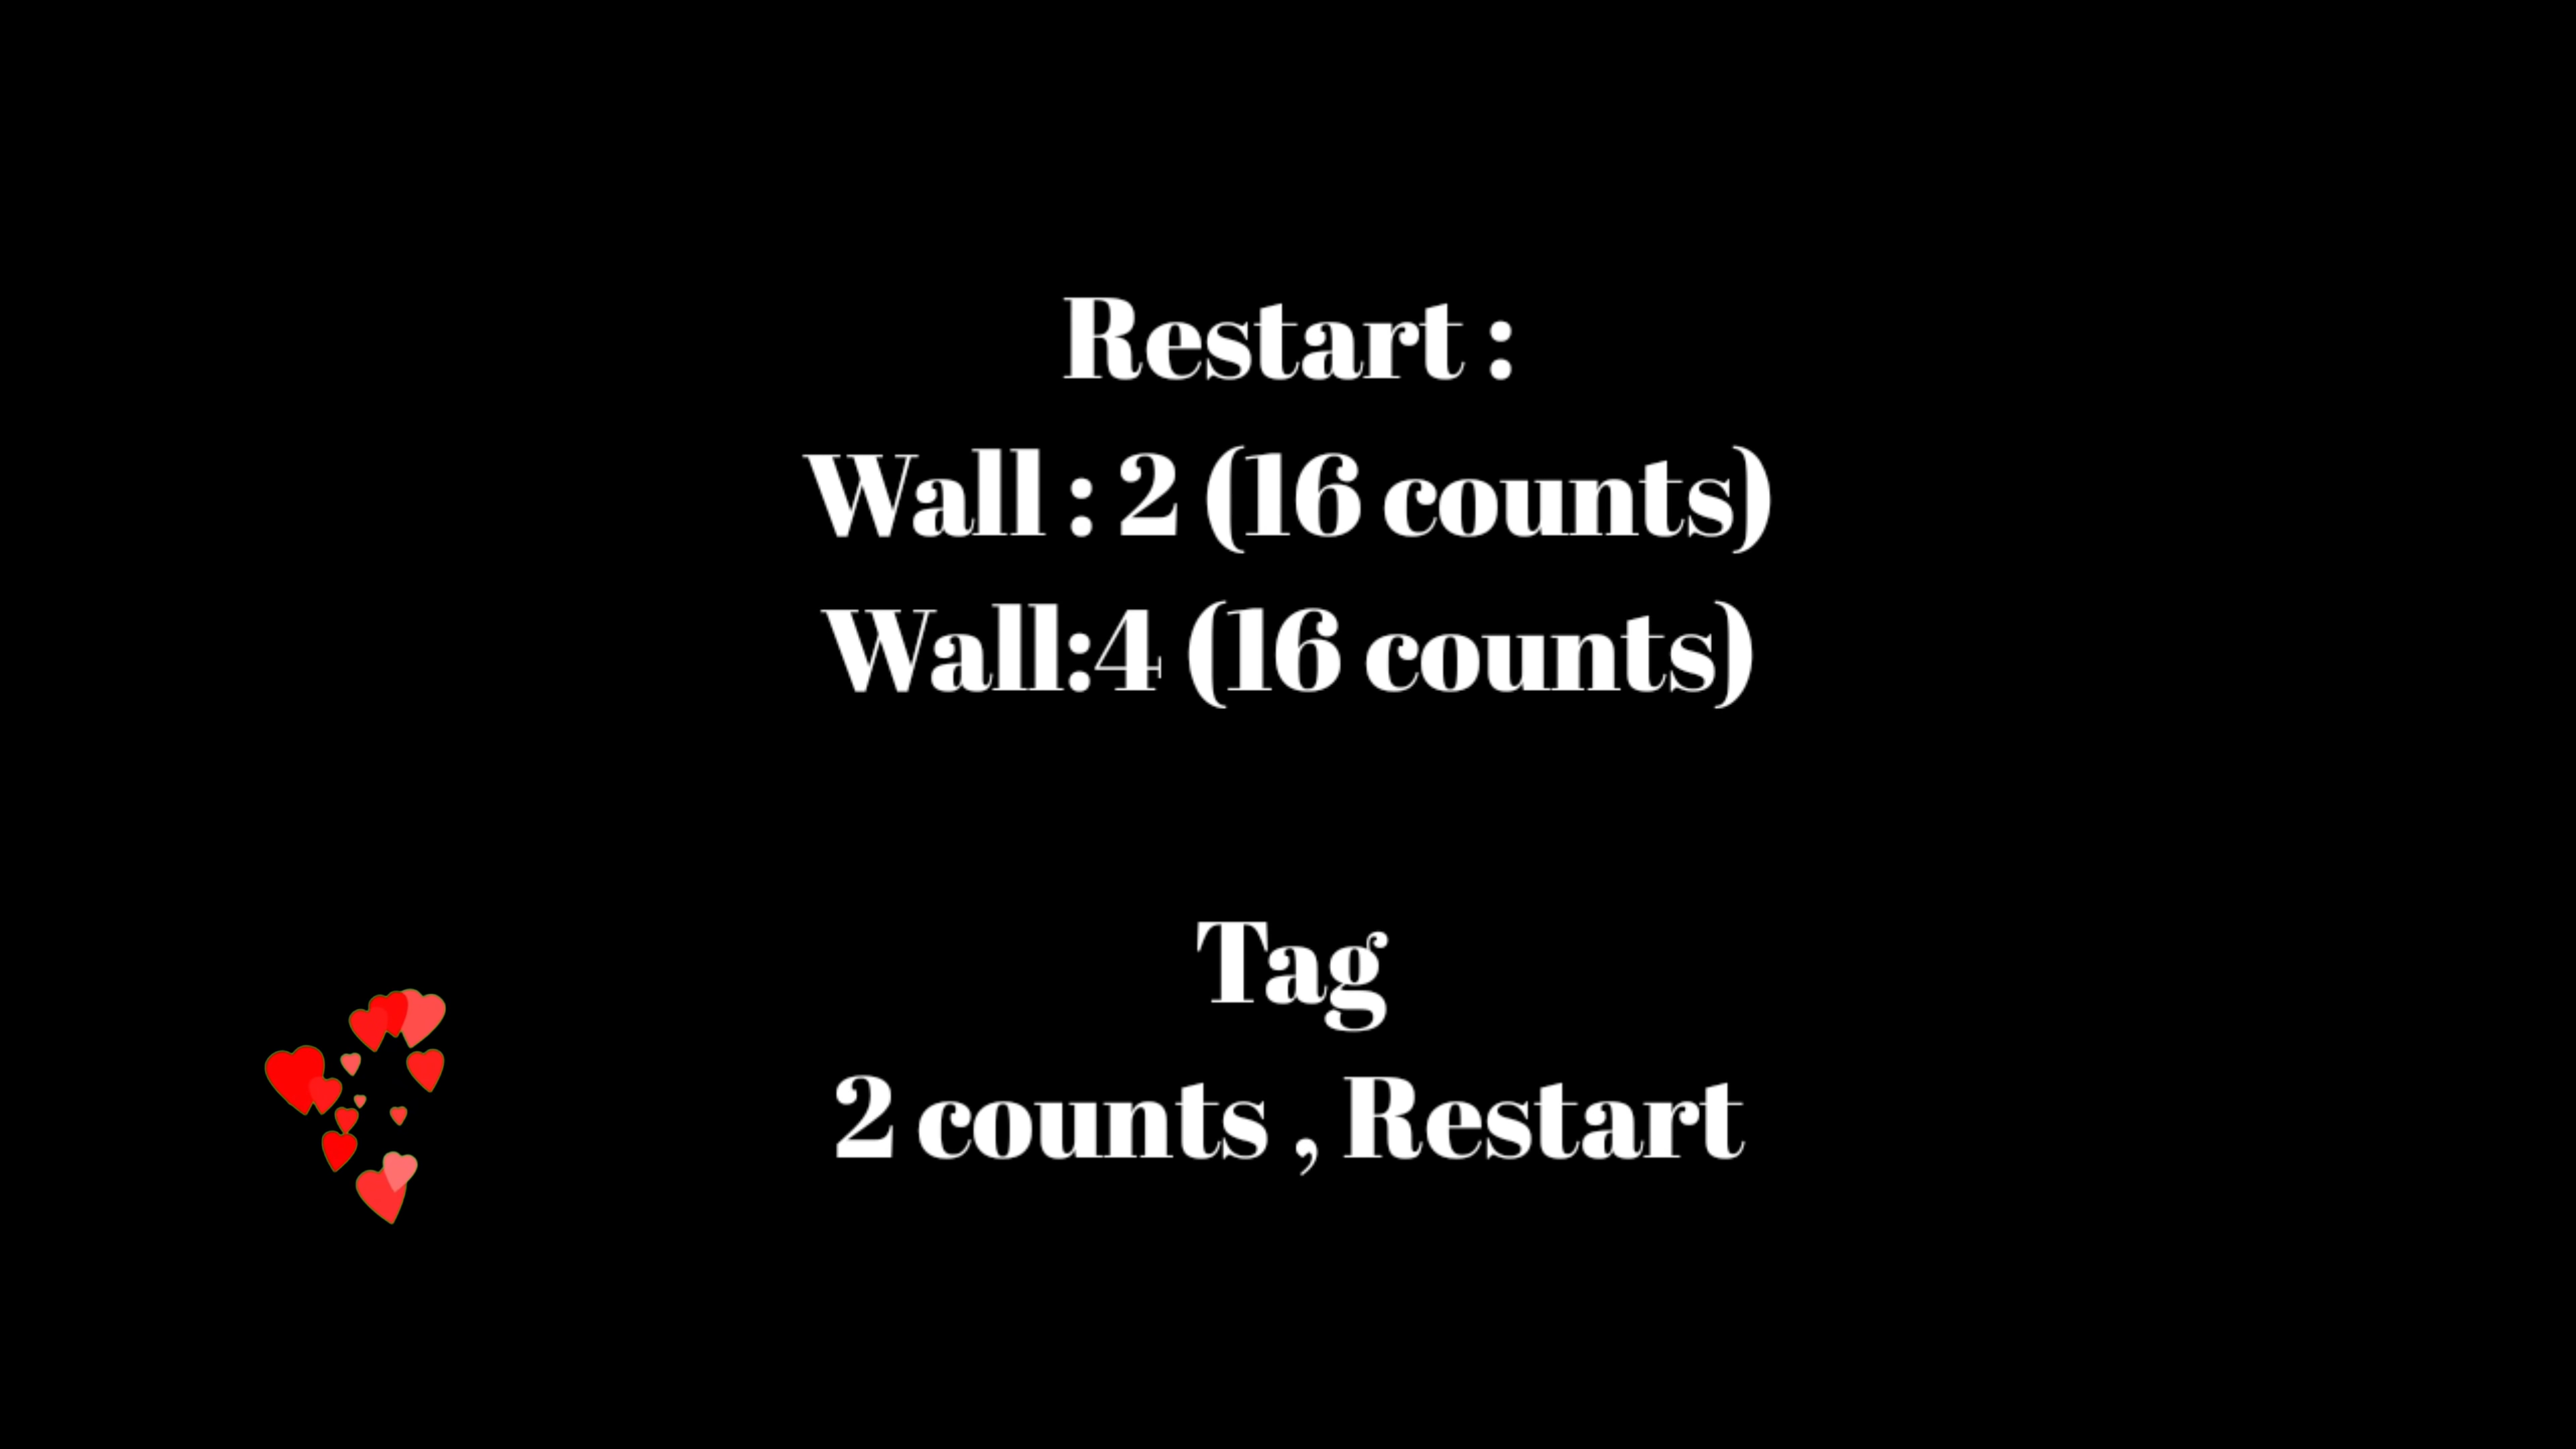 Restart :
Wall : 2 (16 counts)
Wall:4 (16 counts)
Tag
2 counts , Restart